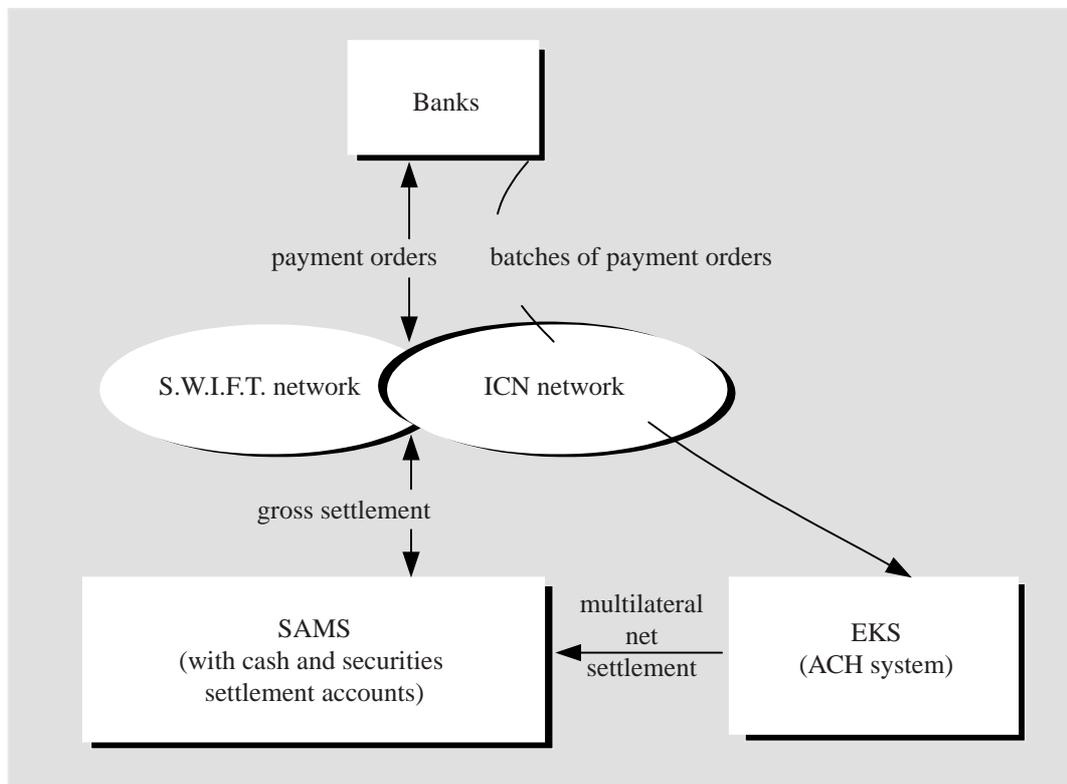 Banks
payment orders
batches of payment orders
S.W.I.F.T. network
ICN network
gross settlement
SAMS
(with cash and securities
settlement accounts)
multilateral
net
settlement
EKS
(ACH system)